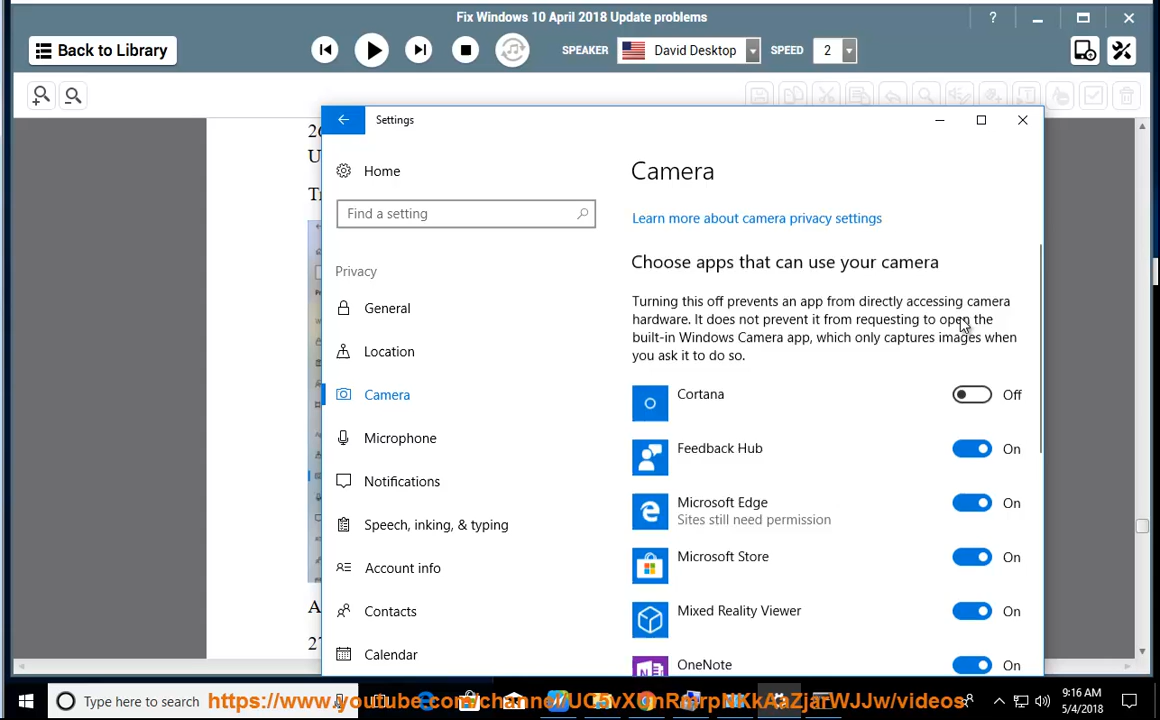 Fix Windows 10 April 2018 Update problems
?
Back to Library
SPEAKER
David Desktop
SPEED
2
Settings
Home
Find a setting
Privacy
General
Location
Camera
Microphone
Notifications
Speech, inking, & typing
Account info
Contacts
Calendar
Camera
Learn more about camera privacy settings
Choose apps that can use your camera
Turning this off prevents an app from directly accessing camera
hardware. It does not prevent it from requesting to open the
built-in Windows Camera app, which only captures images when
you ask it to do so.
Cortana
Off
Feedback Hub
On
Microsoft Edge
Sites still need permission
On
Microsoft Store
On
Mixed Reality Viewer
On
OneNote
On
Type here to search
9:16 AM
5/4/2018